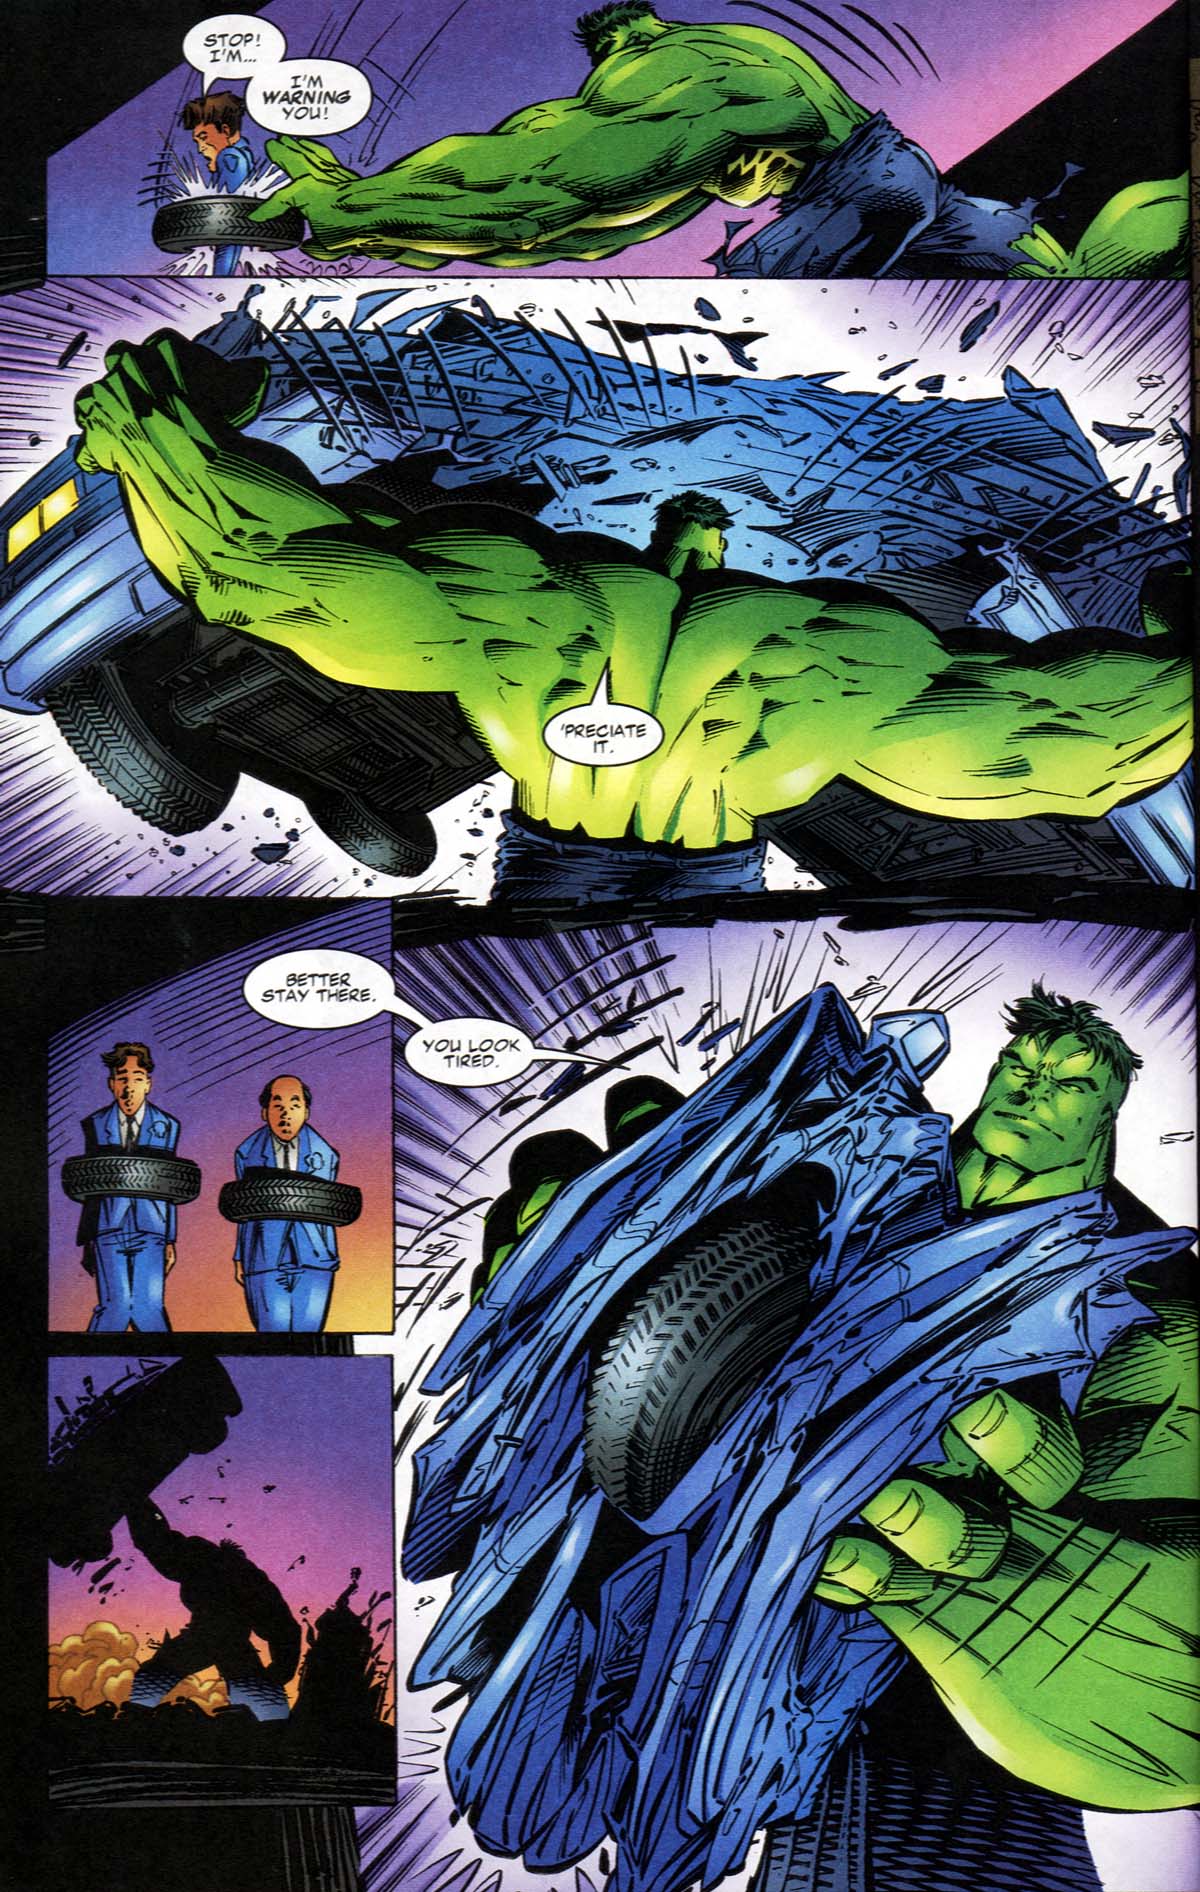 STOP!
I'M...
I'M
WARNING
YOU!
'PRECIATE
IT.
BETTER
STAY THERE.
YOU LOOK
TIRED.